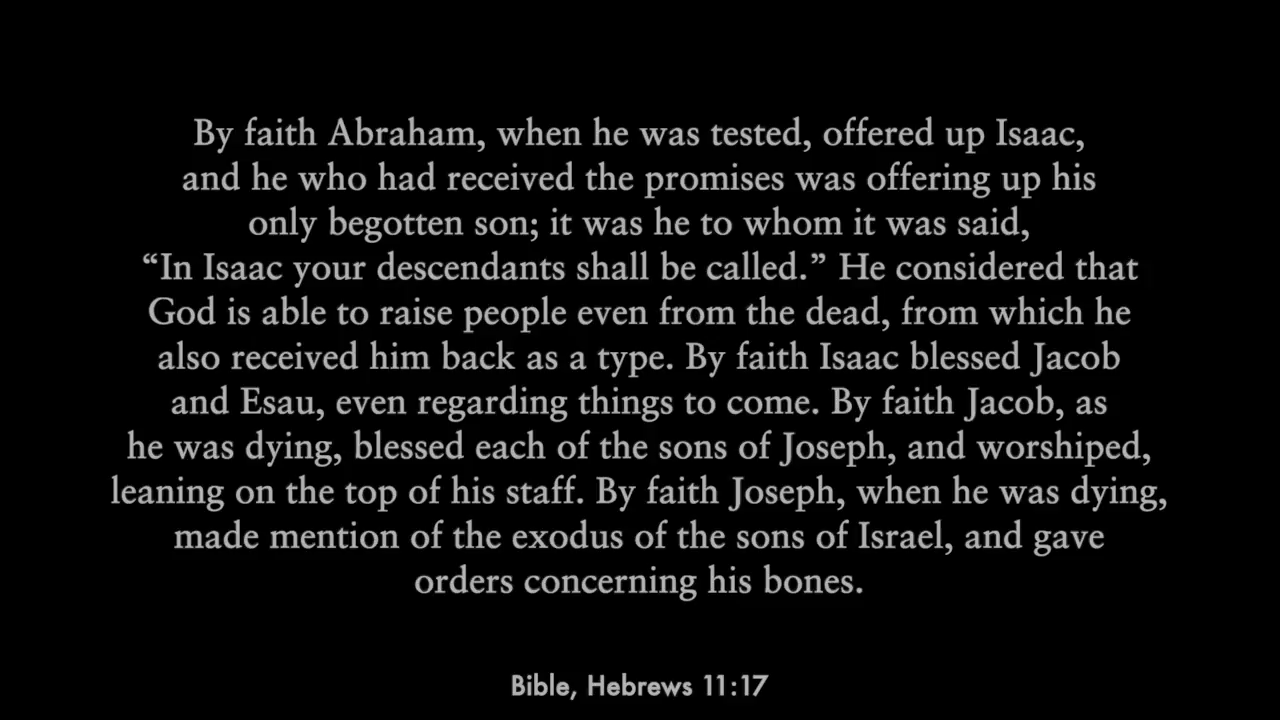 By faith Abraham, when he was tested, offered up Isaac,
and he who had received the promises was offering up his
only begotten son; it was he to whom it was said,
“In Isaac your descendants shall be called.” He considered that
God is able to raise people even from the dead, from which he
also received him back as a type. By faith Isaac blessed Jacob
and Esau, even regarding things to come. By faith Jacob, as
he was dying, blessed each of the sons of Joseph, and worshiped,
leaning on the top of his staff. By faith Joseph, when he was dying,
made mention of the exodus of the sons of Israel, and gave
orders concerning his bones.
Bible, Hebrews 11:17